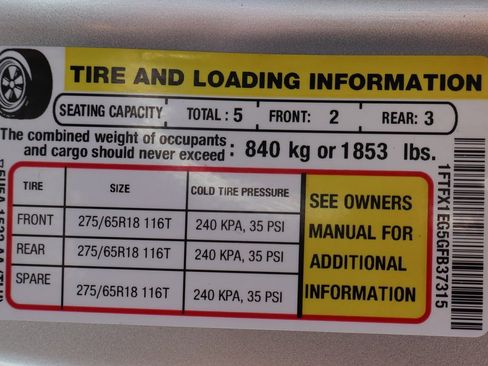 TIRE AND LOADING INFORMATION
SEATING CAPACITY TOTAL : 5 FRONT: 2 REAR: 3
The combined weight of occupants
and cargo should never exceed : 840 kg or 1853 lbs.
TIRE SIZE COLD TIRE PRESSURE
FRONT 275/65R18 116T 240 KPA, 35 PSI
REAR 275/65R18 116T 240 KPA, 35 PSI
SPARE 275/65R18 116T 240 KPA, 35 PSI
SEE OWNERS
MANUAL FOR
ADDITIONAL
INFORMATION
1FTFX1EG5GFB37315